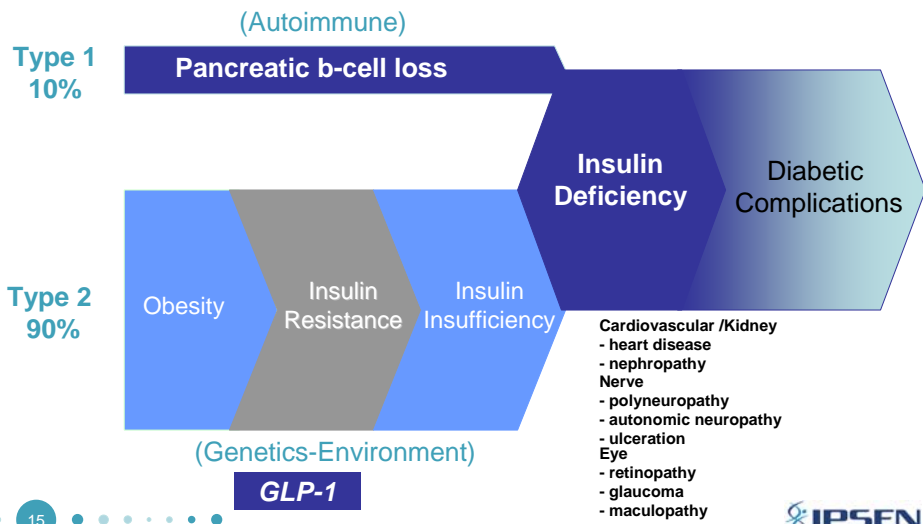 (Autoimmune)
Type 1
10%
Pancreatic b-cell loss
Insulin
Deficiency
Diabetic
Complications
Type 2
90%
Obesity
Insulin
Resistance
Insulin
Insufficiency
(Genetics-Environment)
GLP-1
Cardiovascular /Kidney
- heart disease
- nephropathy
Nerve
- polyneuropathy
- autonomic neuropathy
- ulceration
Eye
- retinopathy
- glaucoma
- maculopathy
15
IPSEN